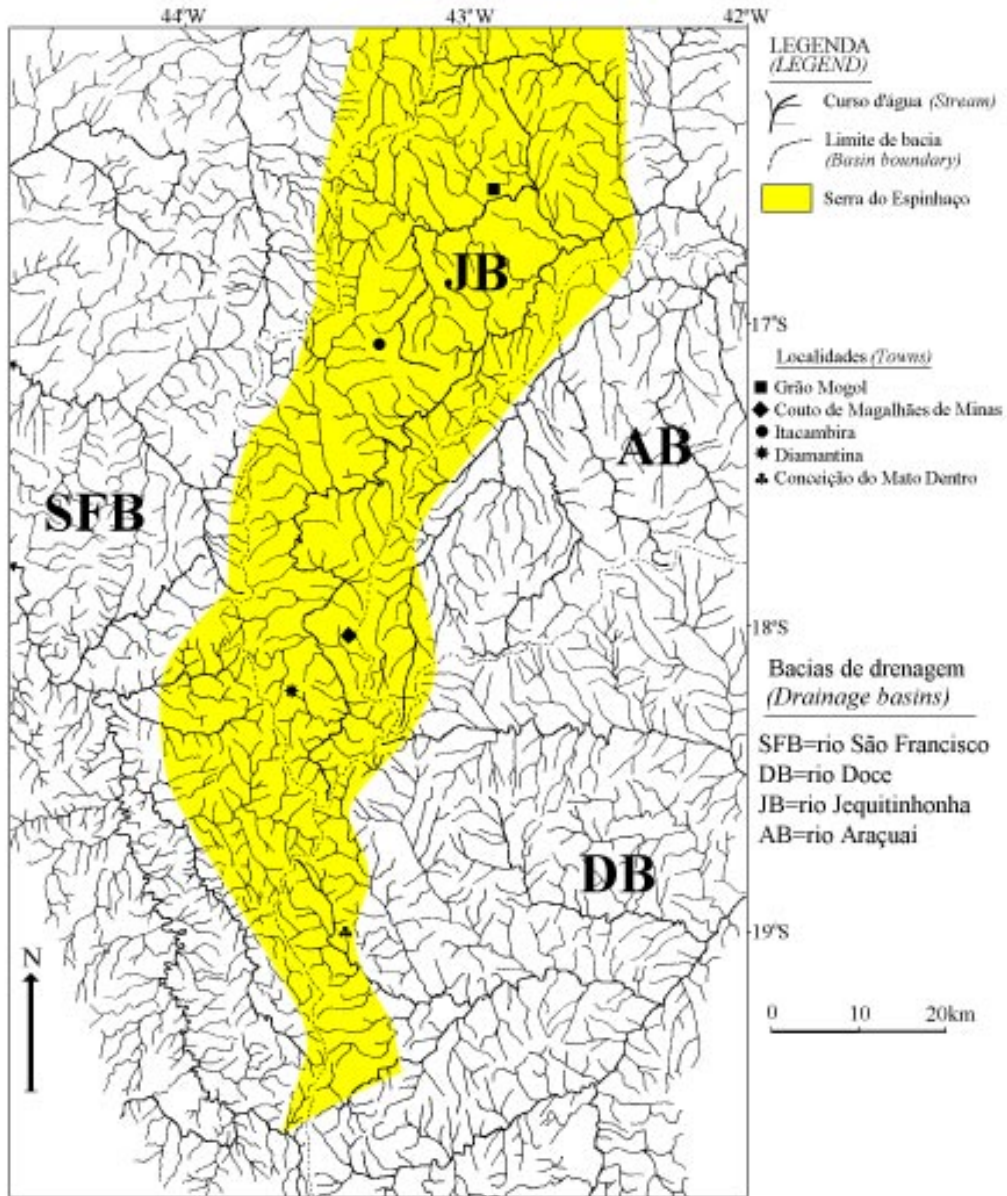 44°W 43°W 42°W
LEGENDA
(LEGEND)
Curso d'água (Stream)
Limite de bacia
(Basin boundary)
Serra do Espinhaço
JB
17°S
Localidades (Towns)
Grão Mogol
Couto de Magalhães de Minas
Itacambira
Diamantina
Conceição do Mato Dentro
AB
SFB
18°S
Bacias de drenagem
(Drainage basins)
SFB=rio São Francisco
DB=rio Doce
JB=rio Jequitinhonha
AB=rio Araçuai
DB
19°S
N
0 10 20km